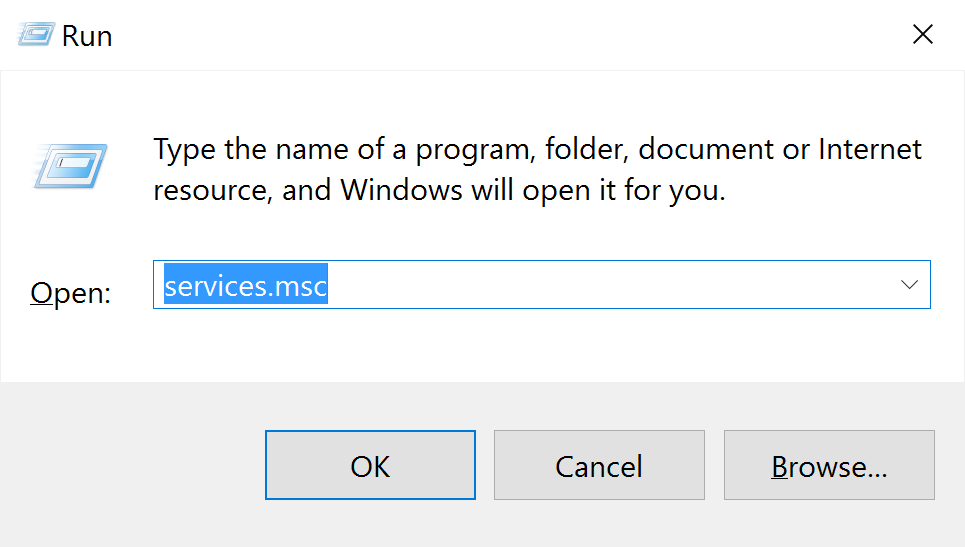 Run
Type the name of a program, folder, document or Internet
resource, and Windows will open it for you.
Open: services.msc
OK Cancel Browse...